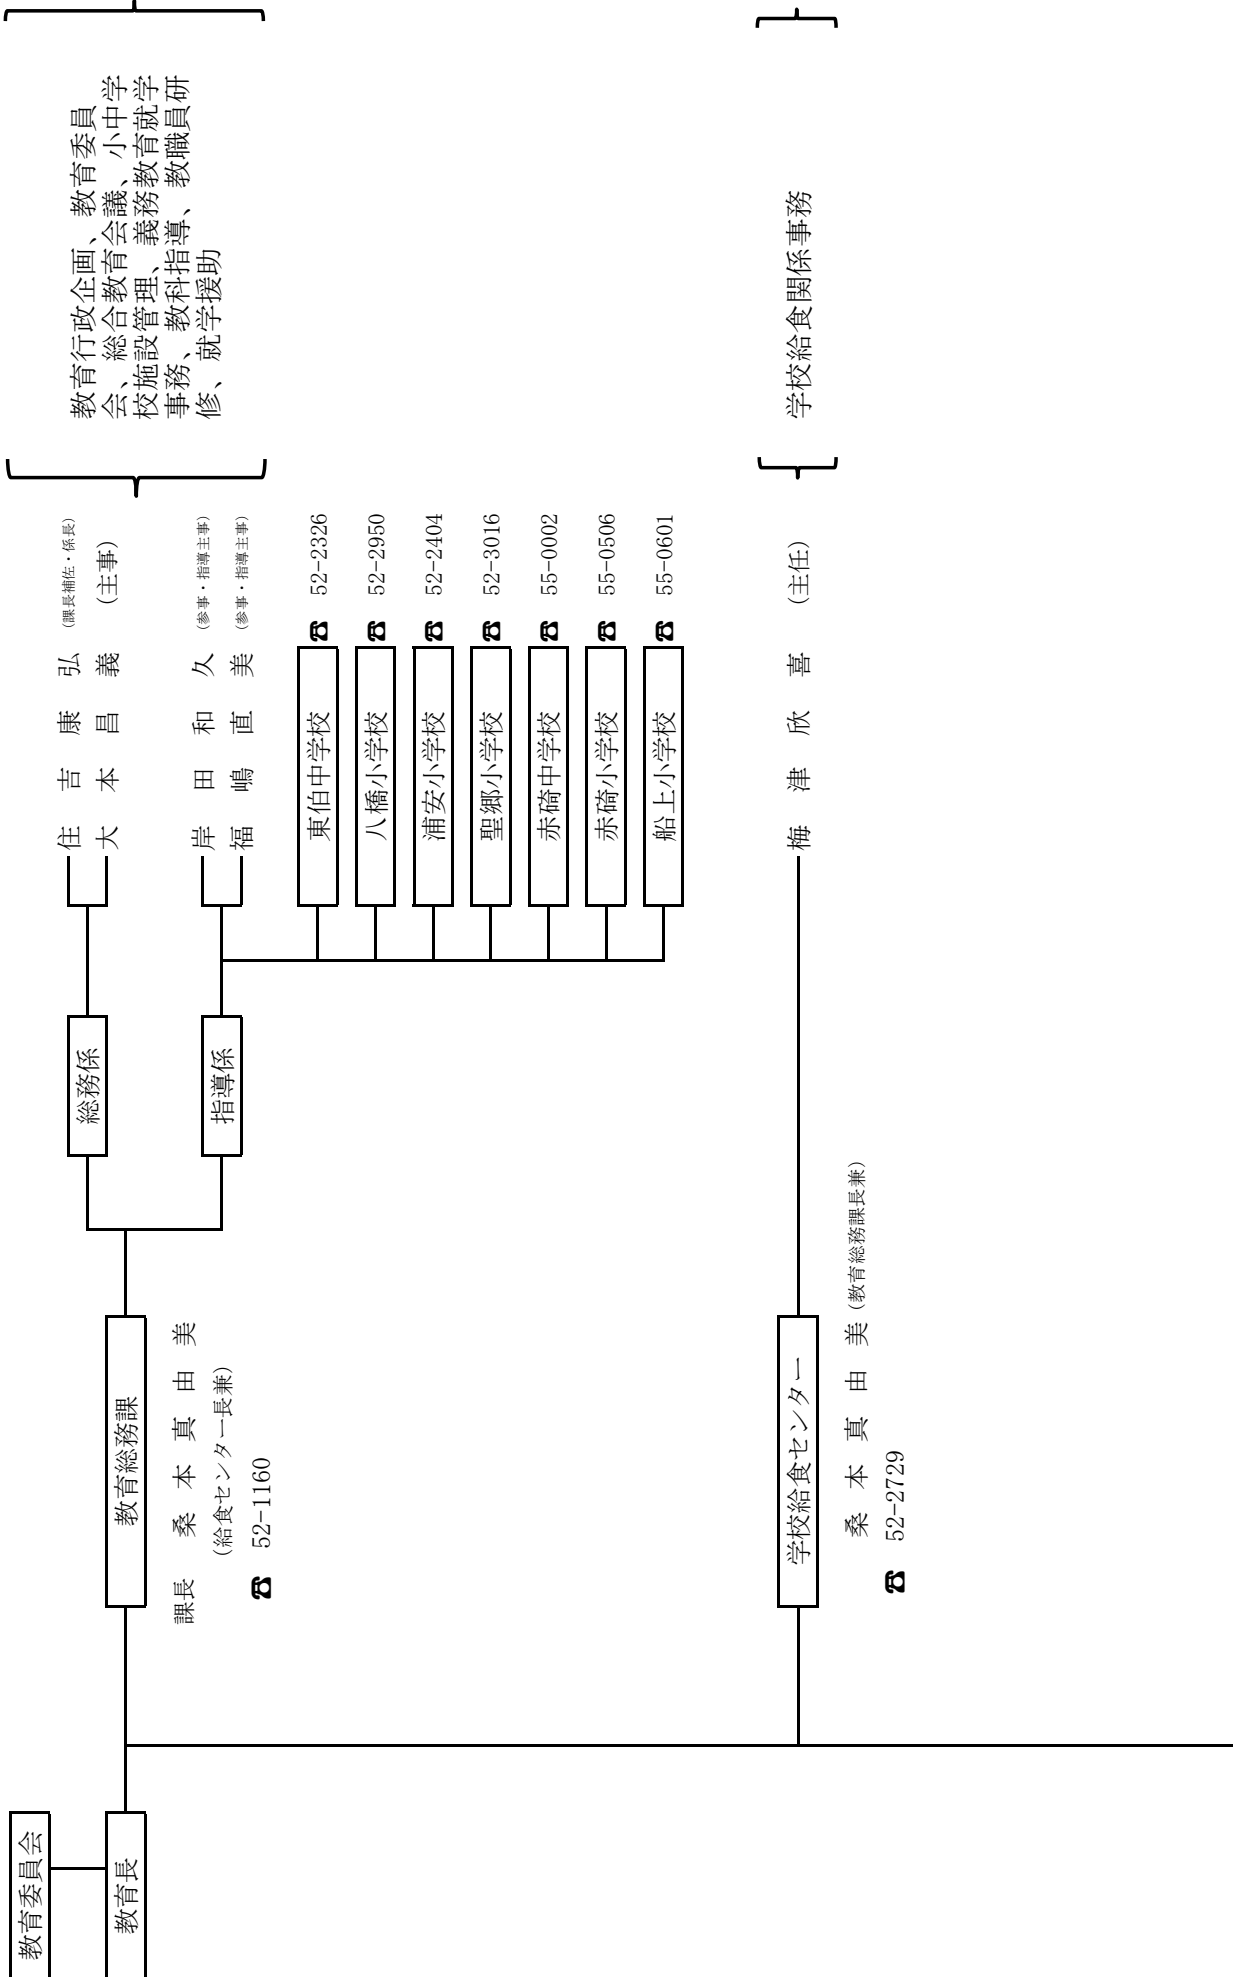 教育委員会
教育長
教育総務課
課長　桑本真由美
(給食センター長兼)
☎ 52-1160
総務係
住吉康弘 (課長補佐・係長)
大本昌義 (主事)
指導係
岸田和久 (参事・指導主事)
福嶋直美 (参事・指導主事)
教育行政企画、教育委員
会、総合教育会議、小中学
校施設管理、義務教育就学
事務、教科指導、教職員研
修、就学援助
東伯中学校 ☎ 52-2326
八橋小学校 ☎ 52-2950
浦安小学校 ☎ 52-2404
聖郷小学校 ☎ 52-3016
赤碕中学校 ☎ 55-0002
赤碕小学校 ☎ 55-0506
船上小学校 ☎ 55-0601
学校給食センター
桑本真由美 (教育総務課長兼)
☎ 52-2729
梅津欣喜 (主任)
学校給食関係事務